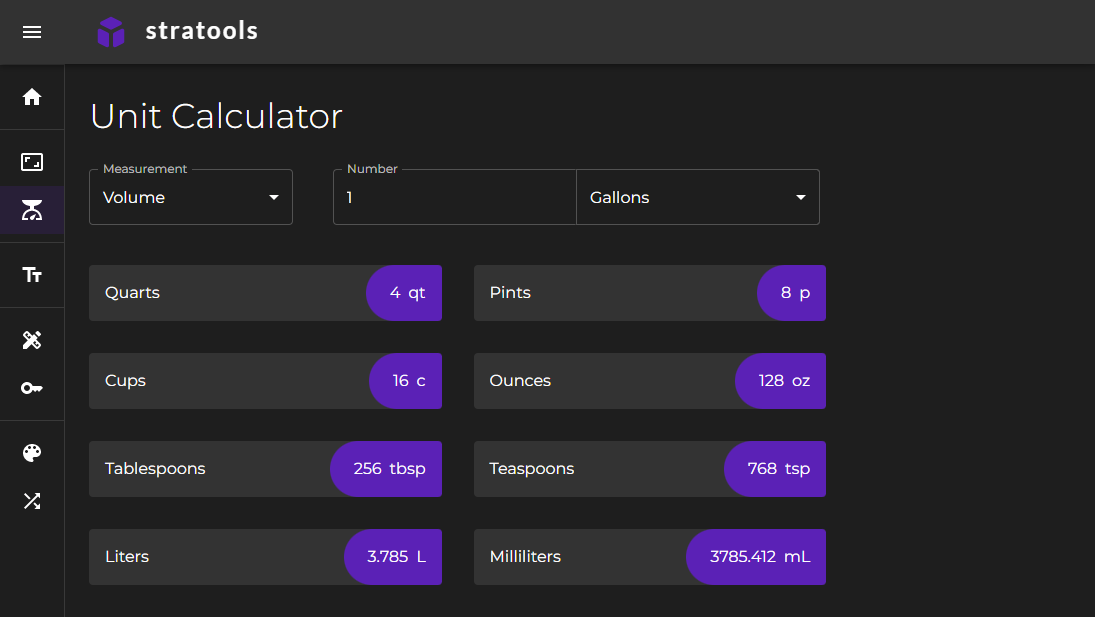 stratools
Unit Calculator
Measurement
Volume
Number
1
Gallons
Quarts
4 qt
Pints
8 p
Cups
16 c
Ounces
128 oz
Tablespoons
256 tbsp
Teaspoons
768 tsp
Liters
3.785 L
Milliliters
3785.412 mL